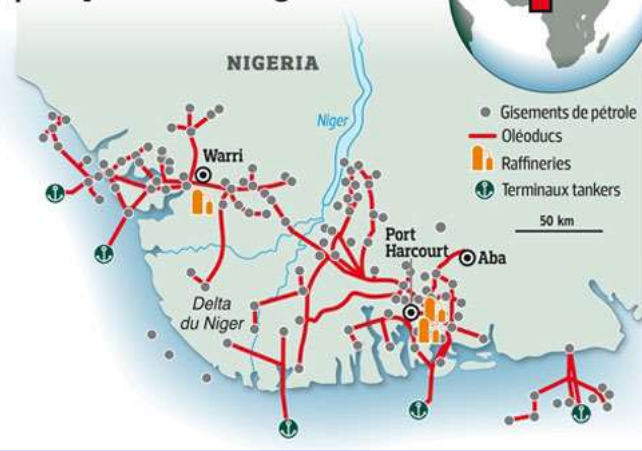 NIGERIA
Niger
Gisements de pétrole
Oléoducs
Raffineries
Terminaux tankers
50 km
Warri
Port
Harcourt
Aba
Delta
du Niger